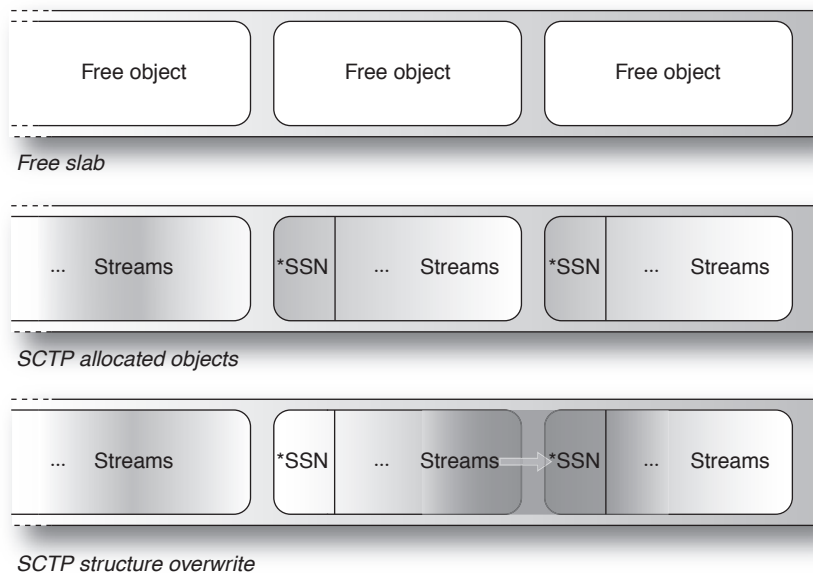 Free object Free object Free object
Free slab
... Streams *SSN ... Streams *SSN ... Streams
SCTP allocated objects
... Streams *SSN ... Streams *SSN ... Streams
SCTP structure overwrite